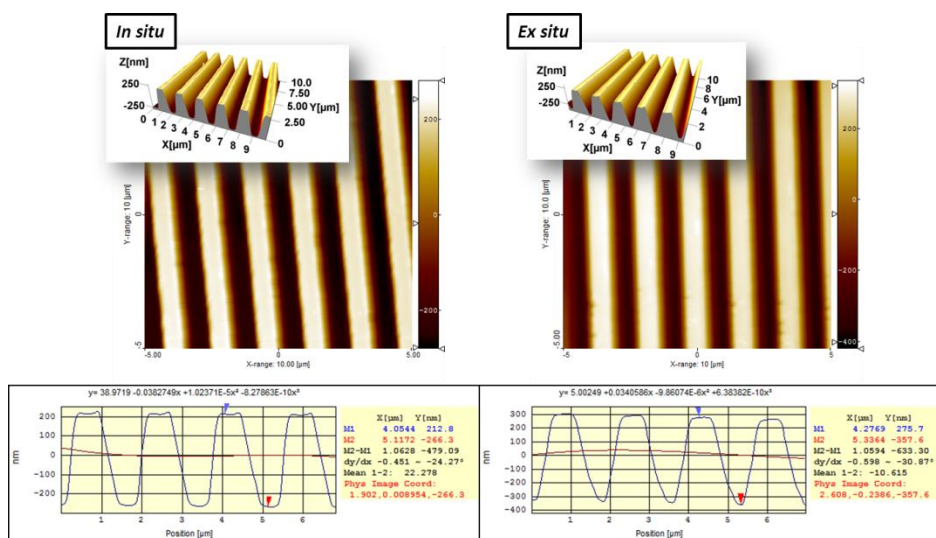 In situ
Z[nm]
250
-250
0
1
2
3
4
5
6
7
8
9
X[µm]
10.0
7.50
5.00
2.50
0
Y[µm]
Y-range: 10 [µm]
0
-5
-5.00
0
5.00
X-range: 10.00 [µm]
200
0
-200
Ex situ
Z[nm]
250
-250
0
1
2
3
4
5
6
7
8
9
X[µm]
10
8
6
4
2
0
Y[µm]
Y-range: 10.0 [µm]
0
-5.00
-5
0
5.00
X-range: 10 [µm]
200
0
-200
-400
y= 38.9719 -0.0382749x +1.02371E-5x² -8.27863E-10x³
nm
200
100
0
-100
-200
1
2
3
4
5
6
Position [µm]
X[µm] Y[nm]
M1 4.0544 212.8
M2 5.1172 -266.3
M2-M1 1.0628 -479.09
dy/dx -0.451 ~ -24.27°
Mean 1-2: 22.278
Phys Image Coord:
1.902,0.008954,-266.3
y= 5.00249 +0.0340586x -9.86074E-6x² +6.38382E-10x³
nm
300
200
100
0
-100
-200
-300
-400
1
2
3
4
5
6
Position [µm]
X[µm] Y[nm]
M1 4.2769 275.7
M2 5.3364 -357.6
M2-M1 1.0594 -633.30
dy/dx -0.598 ~ -30.87°
Mean 1-2: -10.615
Phys Image Coord:
2.608,-0.2386,-357.6